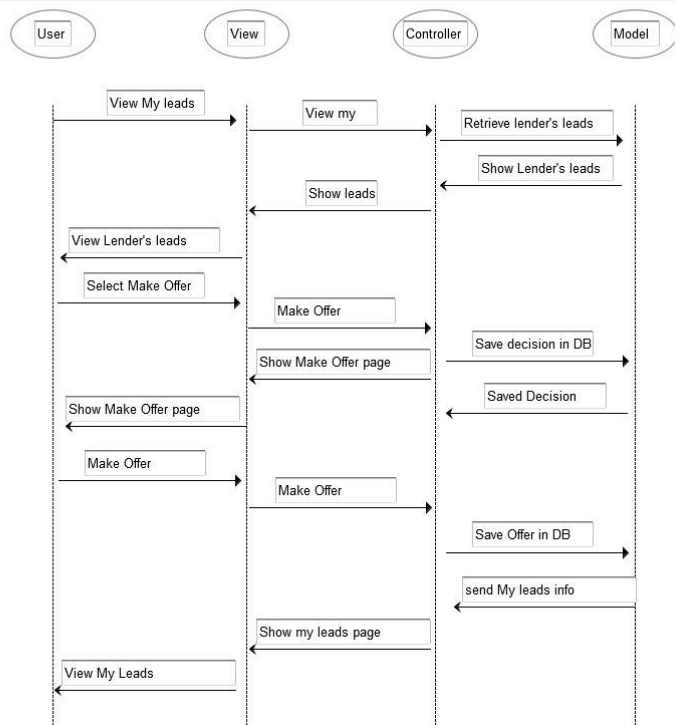 User
View
Controller
Model
View My leads
View my
Retrieve lender's leads
Show Lender's leads
Show leads
View Lender's leads
Select Make Offer
Make Offer
Save decision in DB
Show Make Offer page
Saved Decision
Show Make Offer page
Make Offer
Make Offer
Save Offer in DB
send My leads info
Show my leads page
View My Leads